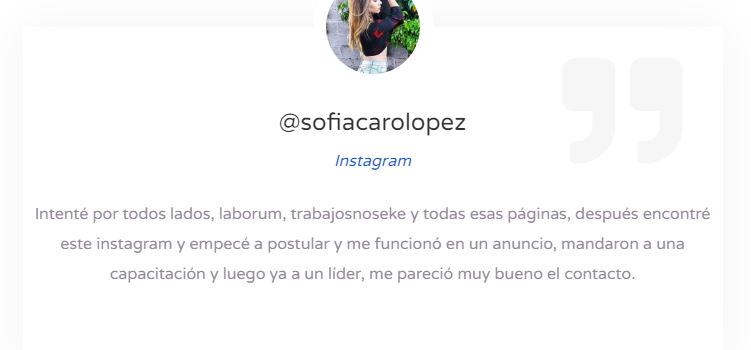 @sofiacarolopez
Instagram
Intenté por todos lados, laborum, trabajosnoseke y todas esas páginas, después encontré
este instagram y empecé a postular y me funcionó en un anuncio, mandaron a una
capacitación y luego ya a un líder, me pareció muy bueno el contacto.